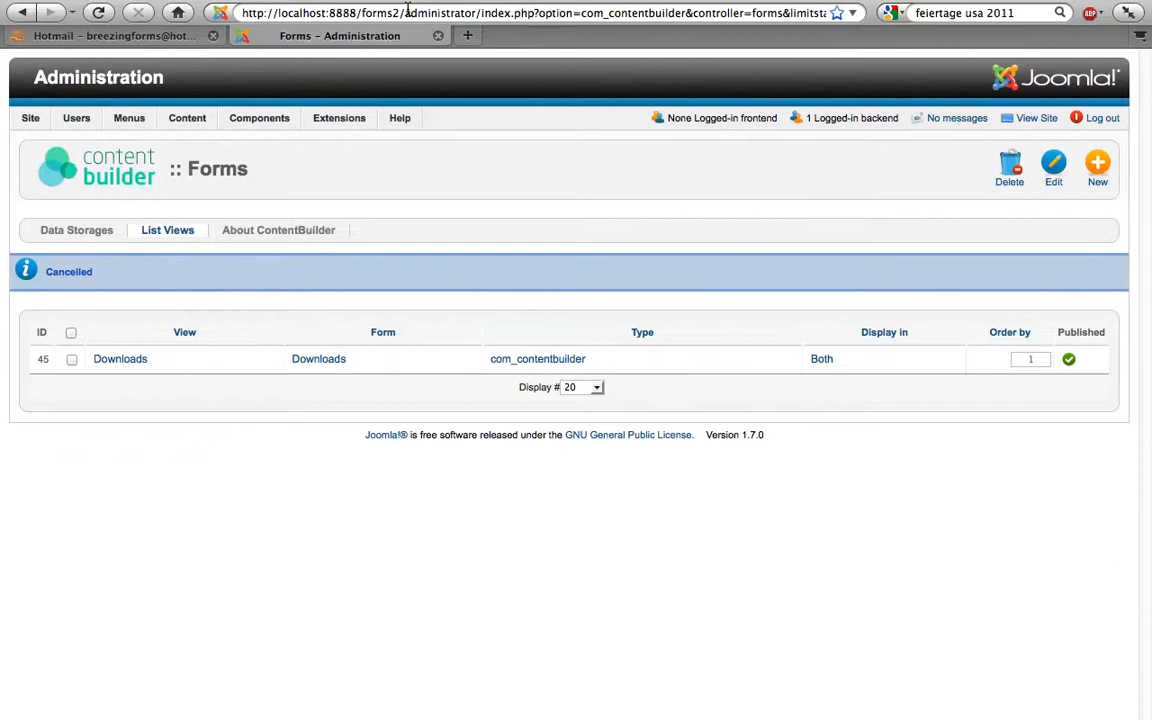 http://localhost:8888/forms2/administrator/index.php?option=com_contentbuilder&controller=forms&limitsta
feiertage usa 2011
ABP
Hotmail – breezingforms@hot...
Forms – Administration
Administration
Joomla!®
Site Users Menus Content Components Extensions Help
None Logged-in frontend 1 Logged-in backend No messages View Site Log out
content builder :: Forms
Delete Edit New
Data Storages List Views About ContentBuilder
Cancelled
ID View Form Type Display in Order by Published
45 Downloads Downloads com_contentbuilder Both 1
Display # 20
Joomla!® is free software released under the GNU General Public License. Version 1.7.0